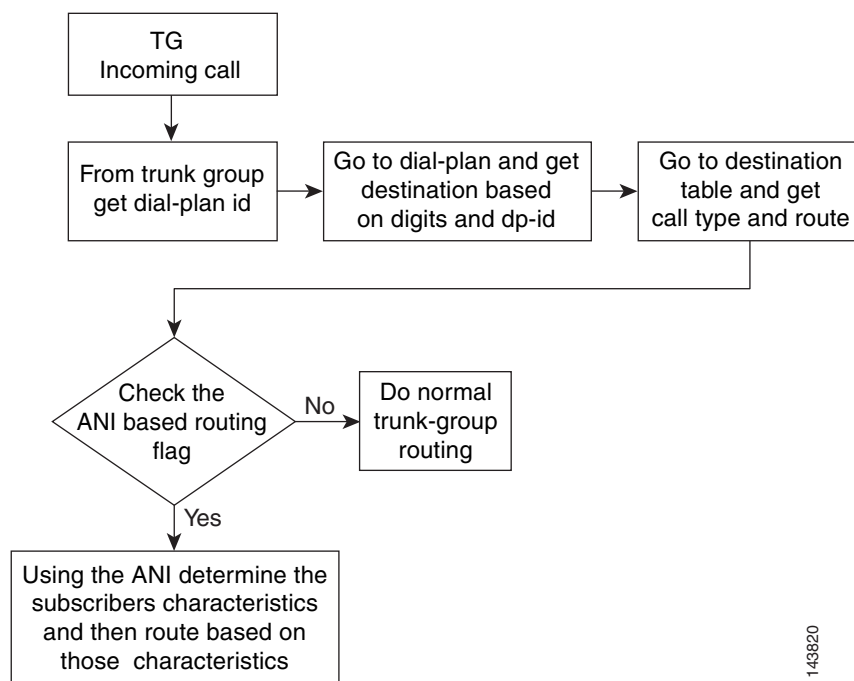 TG
Incoming call
From trunk group
get dial-plan id
Go to dial-plan and get
destination based
on digits and dp-id
Go to destination
table and get
call type and route
Check the
ANI based routing
flag
No
Do normal
trunk-group
routing
Yes
Using the ANI determine the
subscribers characteristics
and then route based on
those characteristics
143820